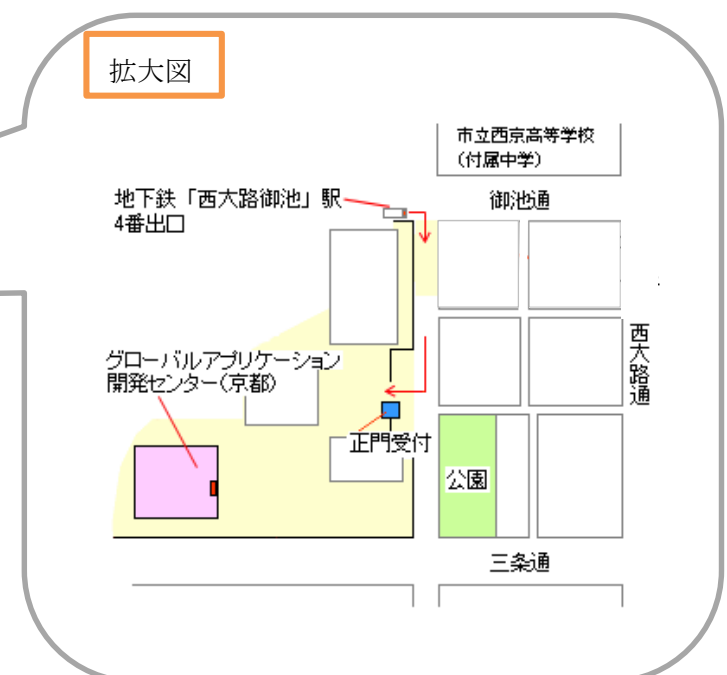 拡大図
市立西京高等学校
(付属中学)
地下鉄「西大路御池」駅
4番出口
御池通
西大路通
グローバルアプリケーション
開発センター(京都)
正門受付
公園
三条通